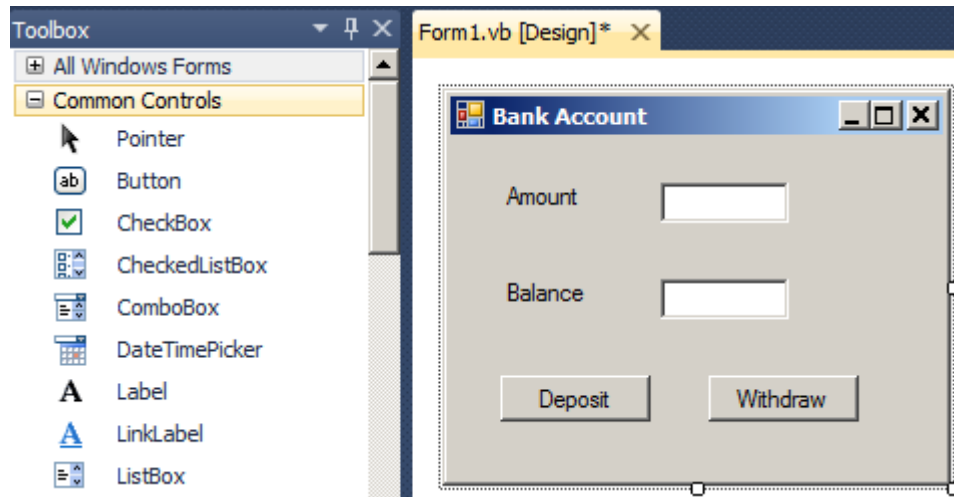 Toolbox
All Windows Forms
Common Controls
Pointer
ab Button
CheckBox
CheckedListBox
ComboBox
DateTimePicker
A Label
A LinkLabel
ListBox
Form1.vb [Design]*
Bank Account
Amount
Balance
Deposit Withdraw